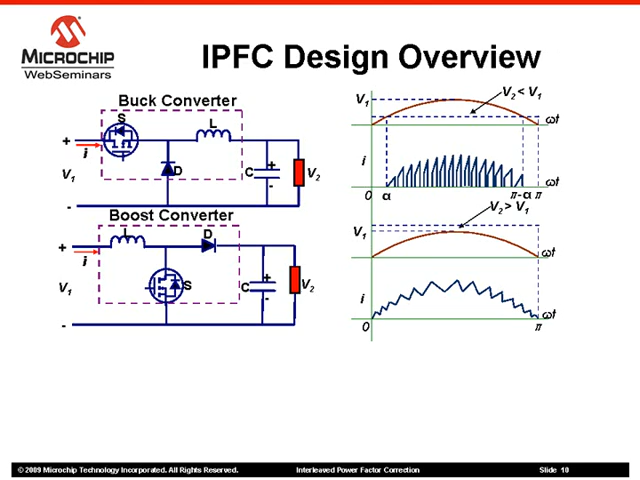 MICROCHIP
WebSeminars
IPFC Design Overview
Buck Converter
S
L
+
i
V1
D
C
+
-
V2
-
Boost Converter
L
D
+
i
V1
S
C
+
-
V2
-
V2 < V1
V1
ωt
i
ωt
0
α
π-α
π
V2 > V1
V1
ωt
i
ωt
0
π
© 2009 Microchip Technology Incorporated. All Rights Reserved.
Interleaved Power Factor Correction
Slide 10